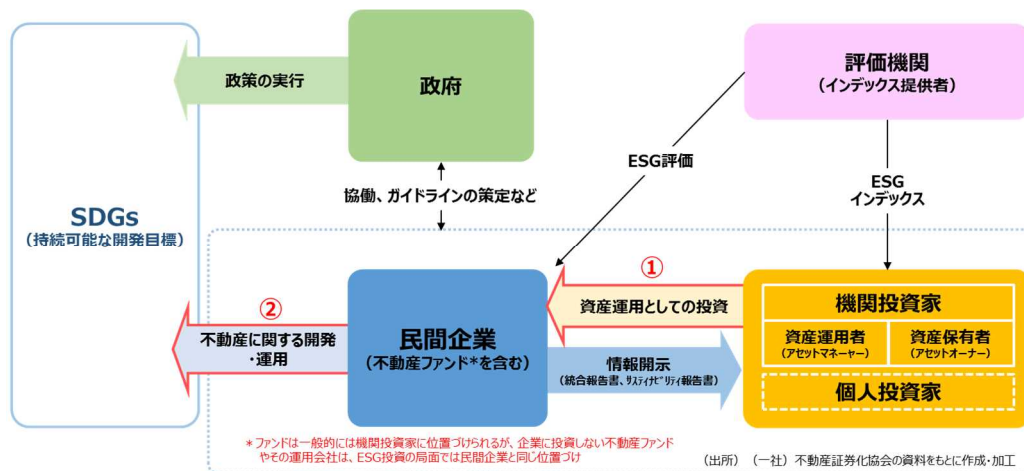 政策の実行
政府
評価機関
(インデックス提供者)
ESG評価
ESG
インデックス
協働、ガイドラインの策定など
SDGs
(持続可能な開発目標)
①
資産運用としての投資
②
不動産に関する開発
・運用
民間企業
(不動産ファンド*を含む)
情報開示
(統合報告書、ｻｽﾃｨﾅﾋﾞﾘﾃｨ報告書)
機関投資家
資産運用者
(アセットマネージャー)
資産保有者
(アセットオーナー)
個人投資家
*ファンドは一般的には機関投資家に位置づけられるが、企業に投資しない不動産ファンド
やその運用会社は、ESG投資の局面では民間企業と同じ位置づけ
(出所) (一社)不動産証券化協会の資料をもとに作成・加工